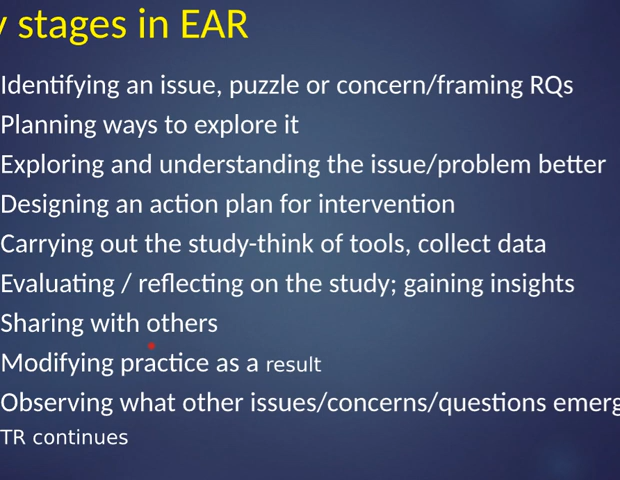 y stages in EAR
Identifying an issue, puzzle or concern/framing RQs
Planning ways to explore it
Exploring and understanding the issue/problem better
Designing an action plan for intervention
Carrying out the study-think of tools, collect data
Evaluating / reflecting on the study; gaining insights
Sharing with others
Modifying practice as a result
Observing what other issues/concerns/questions emerg
TR continues